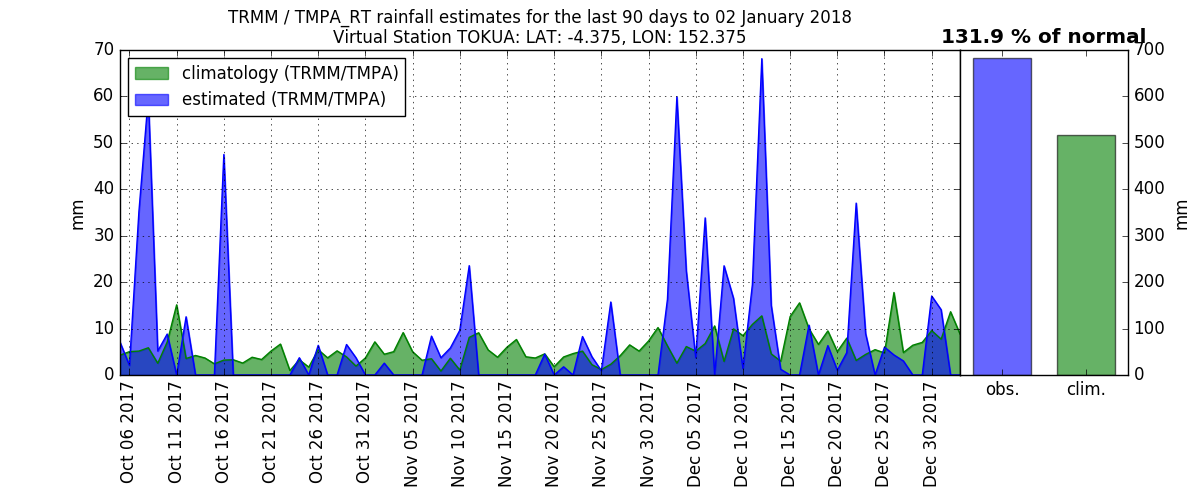 TRMM / TMPA_RT rainfall estimates for the last 90 days to 02 January 2018
Virtual Station TOKUA: LAT: -4.375, LON: 152.375
131.9 % of normal
climatology (TRMM/TMPA)
estimated (TRMM/TMPA)
mm
70
60
50
40
30
20
10
0
Oct 06 2017
Oct 11 2017
Oct 16 2017
Oct 21 2017
Oct 26 2017
Oct 31 2017
Nov 05 2017
Nov 10 2017
Nov 15 2017
Nov 20 2017
Nov 25 2017
Nov 30 2017
Dec 05 2017
Dec 10 2017
Dec 15 2017
Dec 20 2017
Dec 25 2017
Dec 30 2017
obs.
clim.
700
600
500
400
300
200
100
0
mm